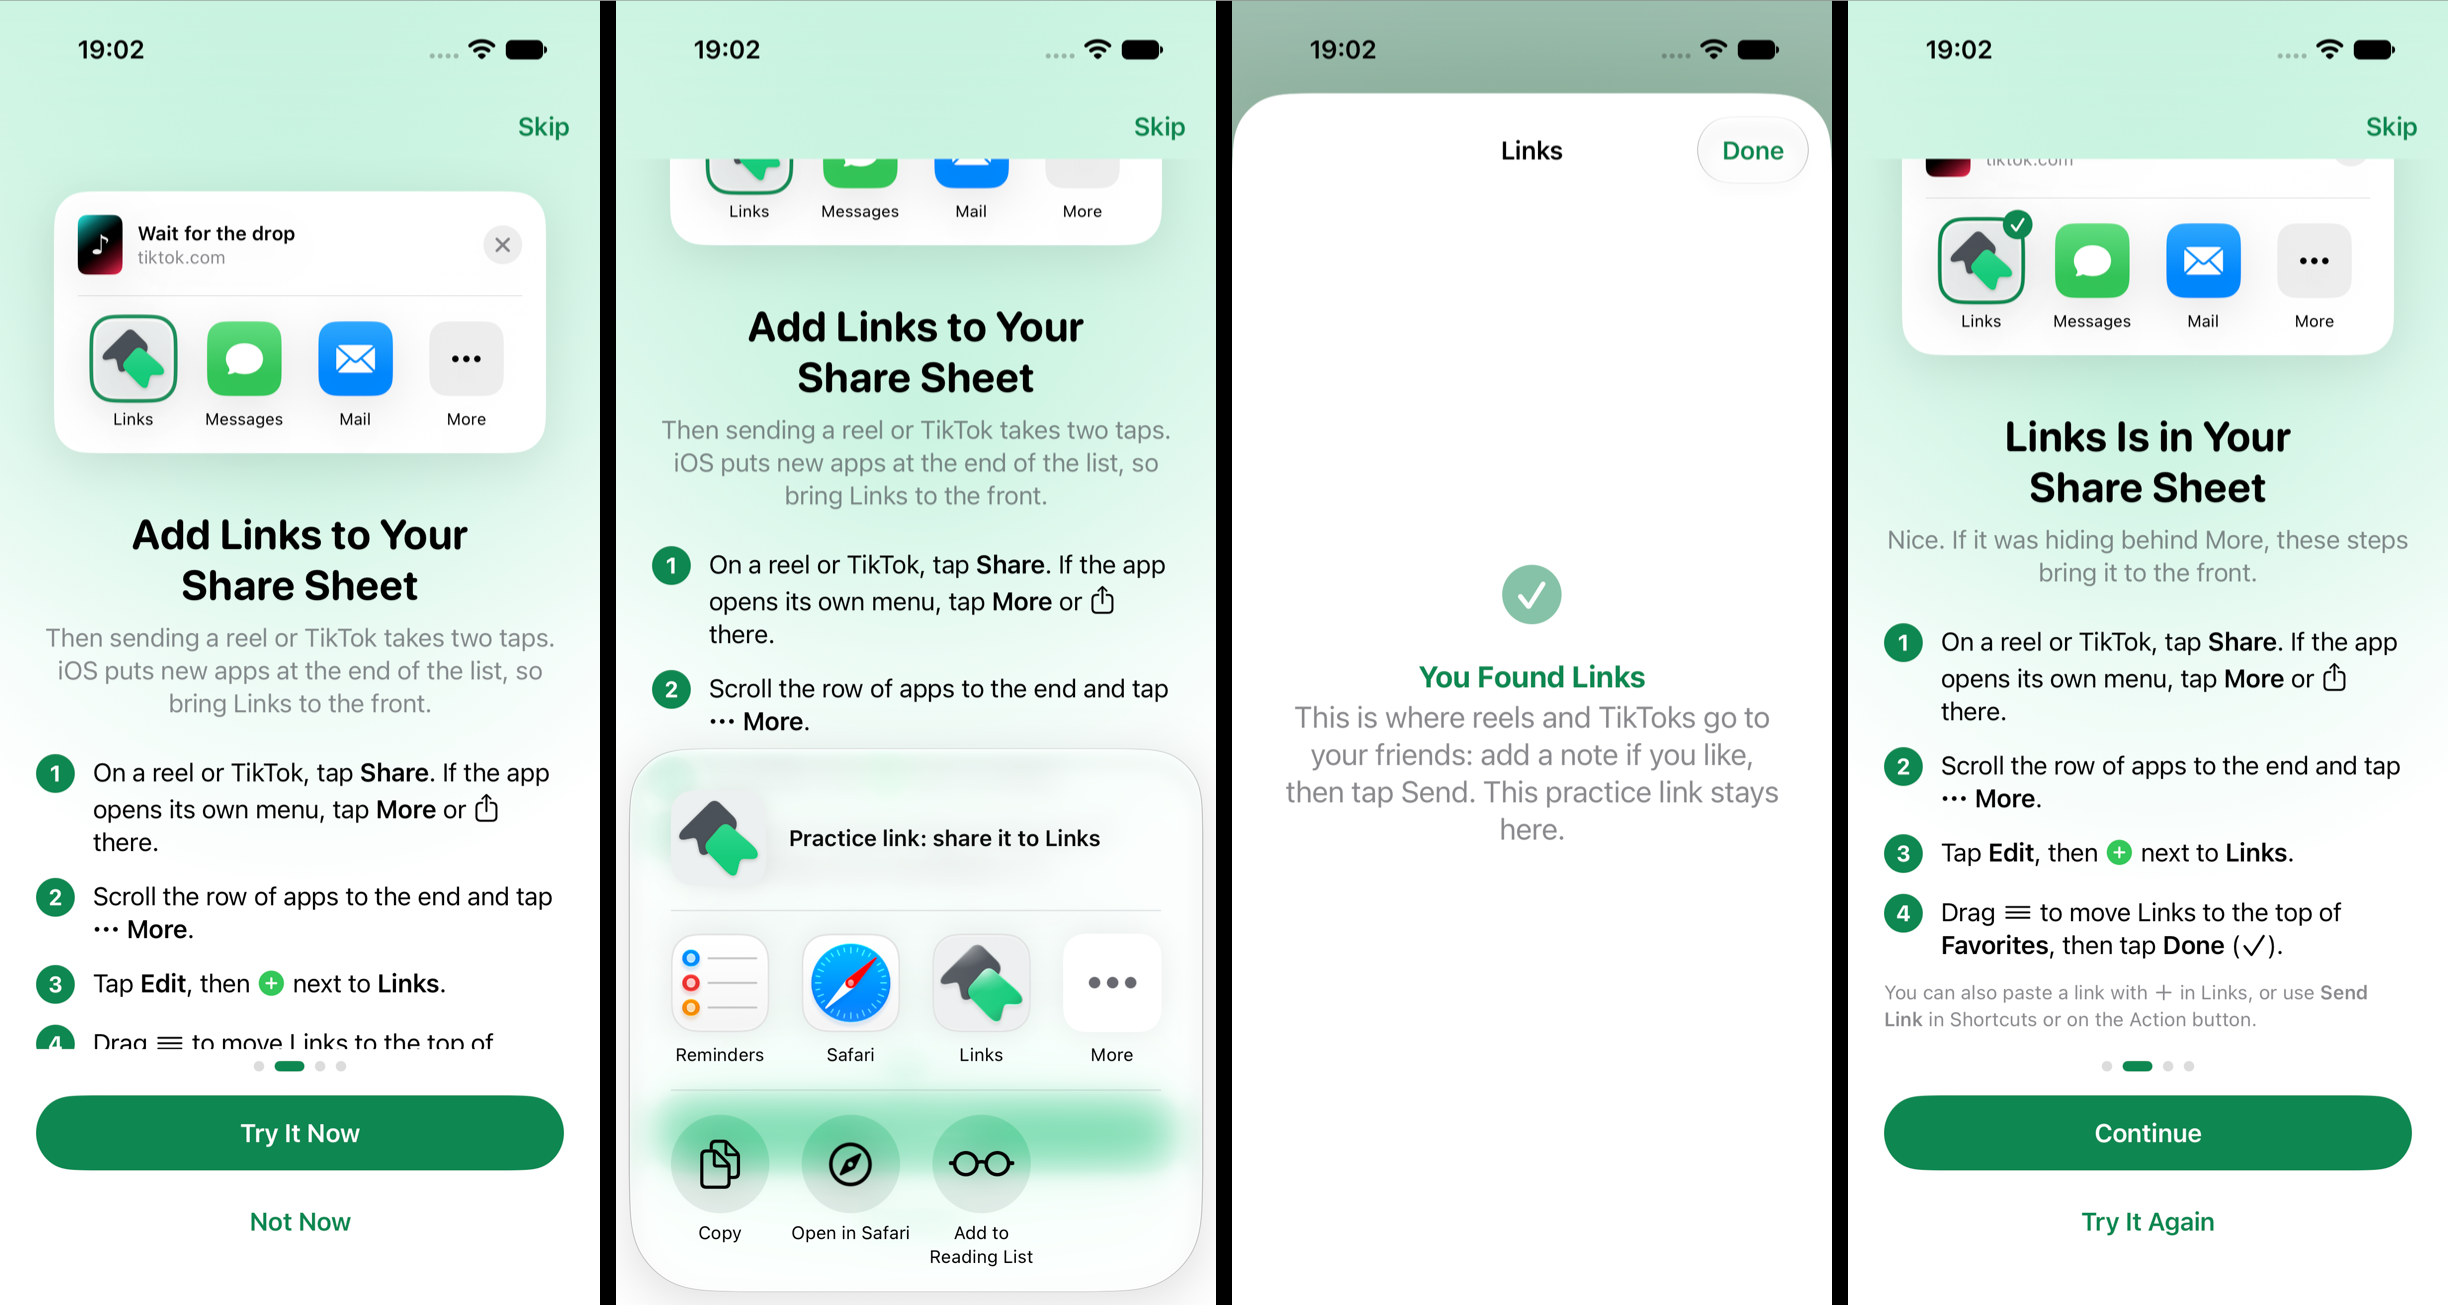 19:02
Skip
Wait for the drop
tiktok.com
Links
Messages
Mail
More
Add Links to Your
Share Sheet
Then sending a reel or TikTok takes two taps.
iOS puts new apps at the end of the list, so
bring Links to the front.
1 On a reel or TikTok, tap Share. If the app
opens its own menu, tap More or
there.
2 Scroll the row of apps to the end and tap
··· More.
3 Tap Edit, then + next to Links.
4 Drag ≡ to move Links to the top of
Try It Now
Not Now
19:02
Skip
Links
Messages
Mail
More
Add Links to Your
Share Sheet
Then sending a reel or TikTok takes two taps.
iOS puts new apps at the end of the list, so
bring Links to the front.
1 On a reel or TikTok, tap Share. If the app
opens its own menu, tap More or
there.
2 Scroll the row of apps to the end and tap
··· More.
Practice link: share it to Links
Reminders
Safari
Links
More
Copy
Open in Safari
Add to
Reading List
19:02
Links
Done
You Found Links
This is where reels and TikToks go to
your friends: add a note if you like,
then tap Send. This practice link stays
here.
19:02
Skip
tiktok.com
Links
Messages
Mail
More
Links Is in Your
Share Sheet
Nice. If it was hiding behind More, these steps
bring it to the front.
1 On a reel or TikTok, tap Share. If the app
opens its own menu, tap More or
there.
2 Scroll the row of apps to the end and tap
··· More.
3 Tap Edit, then + next to Links.
4 Drag ≡ to move Links to the top of
Favorites, then tap Done (✓).
You can also paste a link with + in Links, or use Send
Link in Shortcuts or on the Action button.
Continue
Try It Again